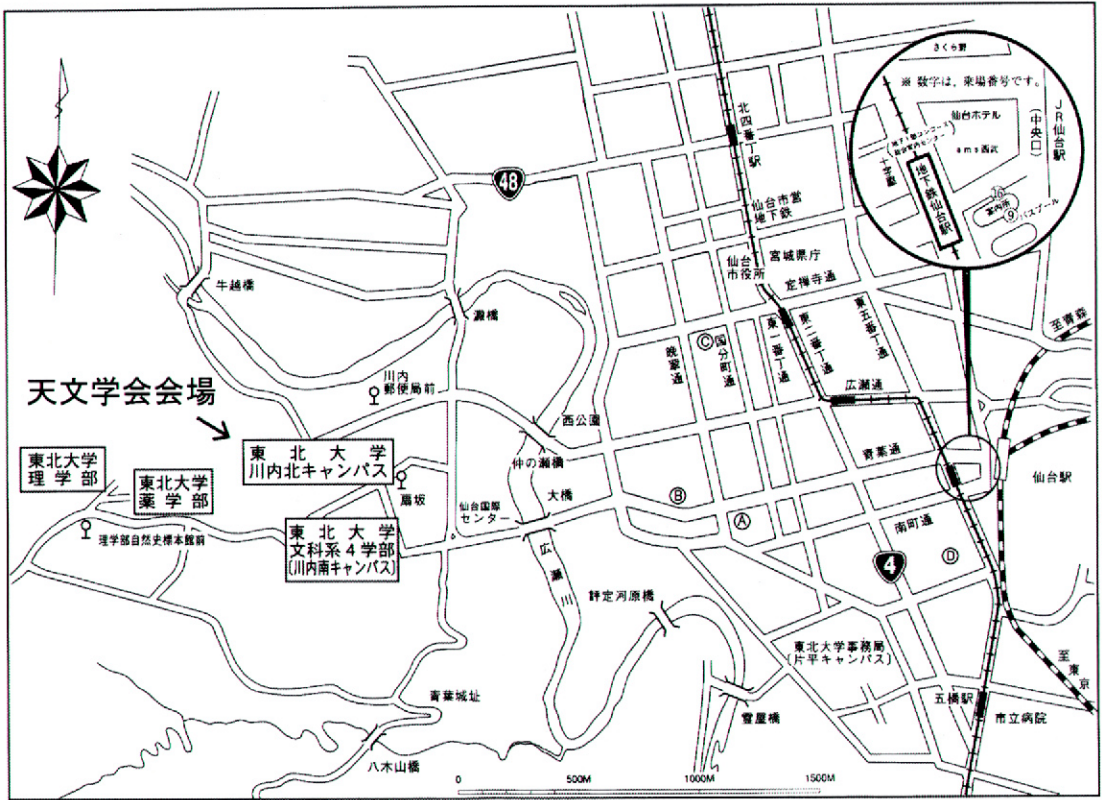 さくら野
※ 数字は、乗場番号です。
仙台ホテル
ams西武
JR仙台駅
(中央口)
十字屋
地下鉄仙台駅
案内所
⑨バスプール
北四番丁駅
48
仙台市営
地下鉄
宮城県庁
仙台
市役所
定禅寺通
牛越橋
澱橋
東五番丁通
東二番丁通
東一番丁通
国分町通
Ⓒ
晩翠通
広瀬通
至青森
川内
郵便局前
天文学会会場
西公園
青葉通
東北大学
川内北キャンパス
仲の瀬橋
東北大学
理学部
東北大学
薬学部
扇坂
仙台国際
センター
大橋
Ⓑ
Ⓐ
仙台駅
南町通
理学部自然史標本館前
東北大学
文科系4学部
(川内南キャンパス)
広瀬川
4
Ⓓ
評定河原橋
東北大学事務局
(片平キャンパス)
至東京
青葉城址
霊屋橋
五橋駅
市立病院
八木山橋
0 500M 1000M 1500M